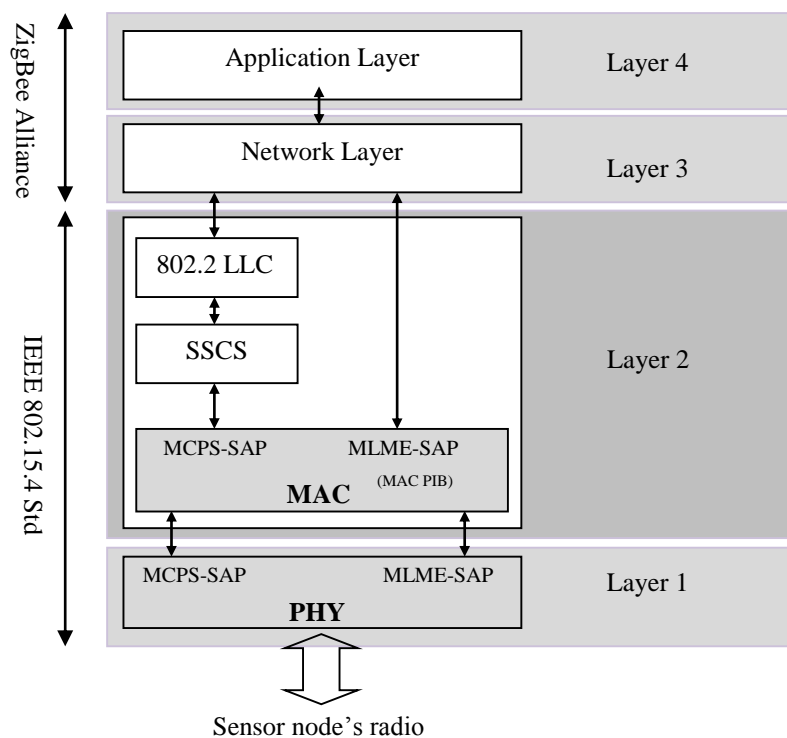 ZigBee Alliance
Application Layer
Layer 4
Network Layer
Layer 3
IEEE 802.15.4 Std
802.2 LLC
SSCS
Layer 2
MCPS-SAP
MLME-SAP
(MAC PIB)
MAC
MCPS-SAP
MLME-SAP
Layer 1
PHY
Sensor node's radio